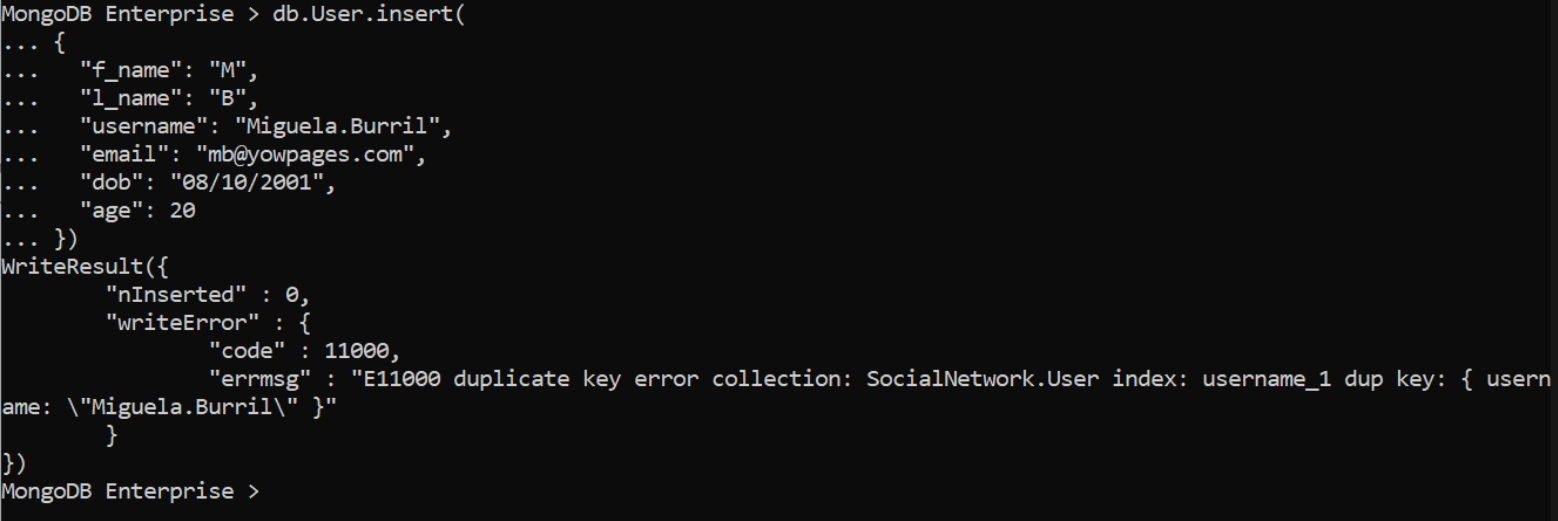 MongoDB Enterprise > db.User.insert(
... {
...   "f_name": "M",
...   "l_name": "B",
...   "username": "Miguela.Burril",
...   "email": "mb@yowpages.com",
...   "dob": "08/10/2001",
...   "age": 20
... })
WriteResult({
        "nInserted" : 0,
        "writeError" : {
                "code" : 11000,
                "errmsg" : "E11000 duplicate key error collection: SocialNetwork.User index: username_1 dup key: { usern
ame: \"Miguela.Burril\" }"
        }
})
MongoDB Enterprise >